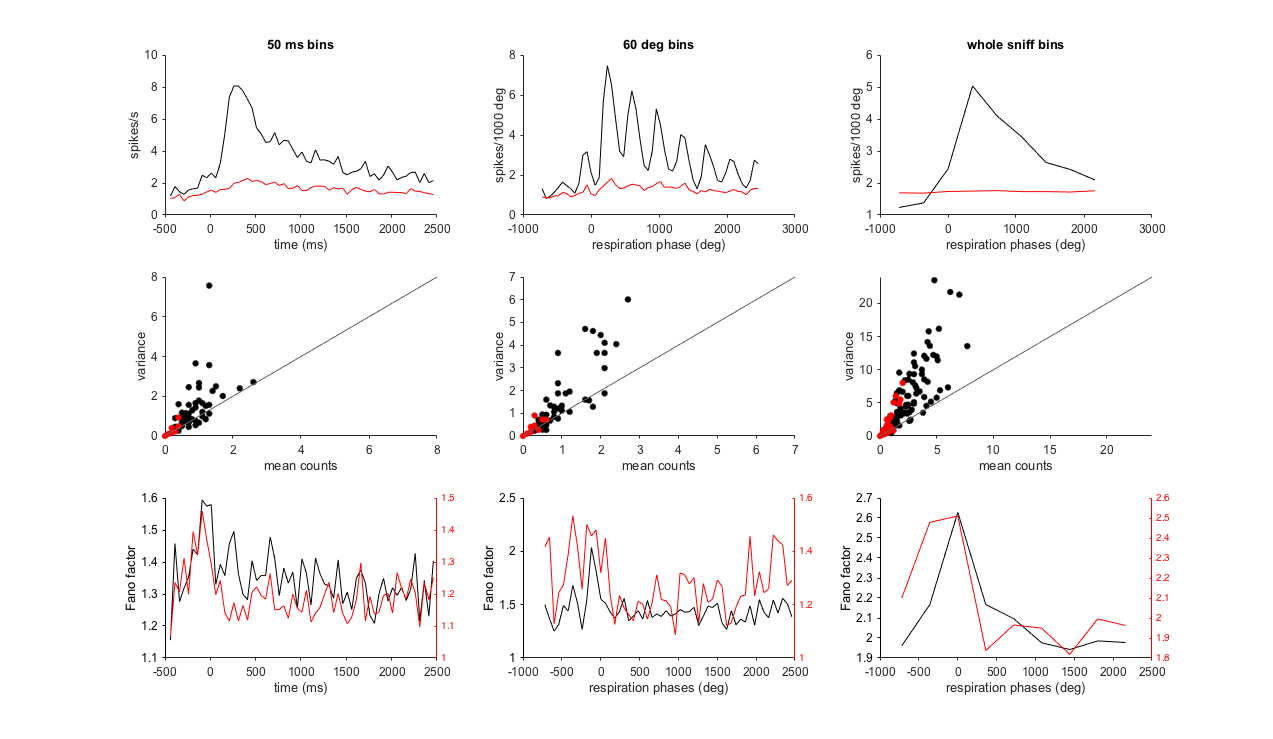 50 ms bins
60 deg bins
whole sniff bins
spikes/s
10
8
6
4
2
0
-500 0 500 1000 1500 2000 2500
time (ms)
spikes/1000 deg
8
6
4
2
0
-1000 0 1000 2000 3000
respiration phase (deg)
spikes/1000 deg
6
5
4
3
2
1
-1000 0 1000 2000 3000
respiration phases (deg)
variance
8
6
4
2
0
0 2 4 6 8
mean counts
variance
7
6
5
4
3
2
1
0
0 1 2 3 4 5 6 7
mean counts
variance
20
15
10
5
0
0 5 10 15 20
mean counts
Fano factor
1.6
1.5
1.4
1.3
1.2
1.1
1.5
1.4
1.3
1.2
1.1
1
-500 0 500 1000 1500 2000 2500
time (ms)
Fano factor
2.5
2
1.5
1
1.6
1.4
1.2
1
-1000 -500 0 500 1000 1500 2000 2500
respiration phases (deg)
Fano factor
2.7
2.6
2.5
2.4
2.3
2.2
2.1
2
1.9
2.6
2.5
2.4
2.3
2.2
2.1
2
1.9
1.8
-1000 -500 0 500 1000 1500 2000 2500
respiration phases (deg)